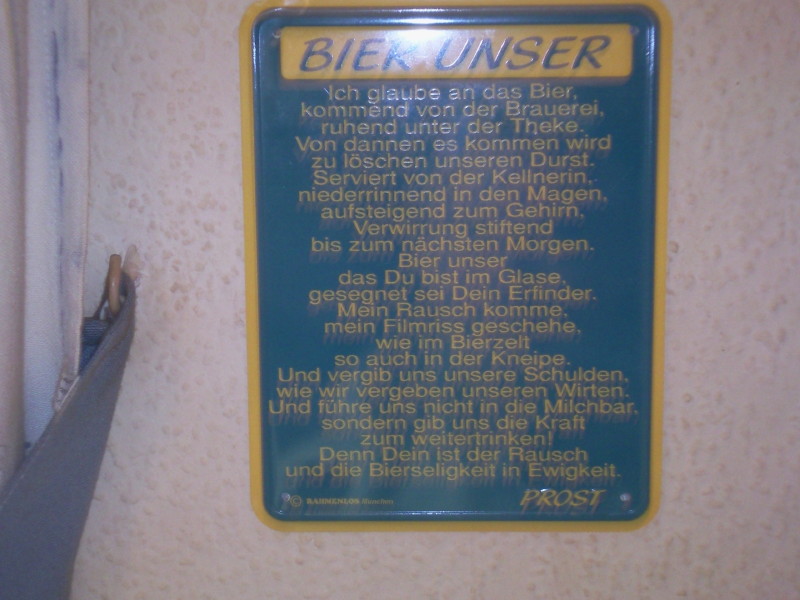 BIER UNSER
Ich glaube an das Bier,
kommend von der Brauerei,
ruhend unter der Theke.
Von dannen es kommen wird
zu löschen unseren Durst.
Serviert von der Kellnerin,
niederrinnend in den Magen,
aufsteigend zum Gehirn,
Verwirrung stiftend
bis zum nächsten Morgen.
Bier unser
das Du bist im Glase,
gesegnet sei Dein Erfinder.
Mein Rausch komme,
mein Filmriss geschehe,
wie im Bierzelt
so auch in der Kneipe.
Und vergib uns unsere Schulden,
wie wir vergeben unseren Wirten.
Und führe uns nicht in die Milchbar,
sondern gib uns die Kraft
zum weitertrinken!
Denn Dein ist der Rausch
und die Bierseligkeit in Ewigkeit.
PROST
© RAHMENLOS